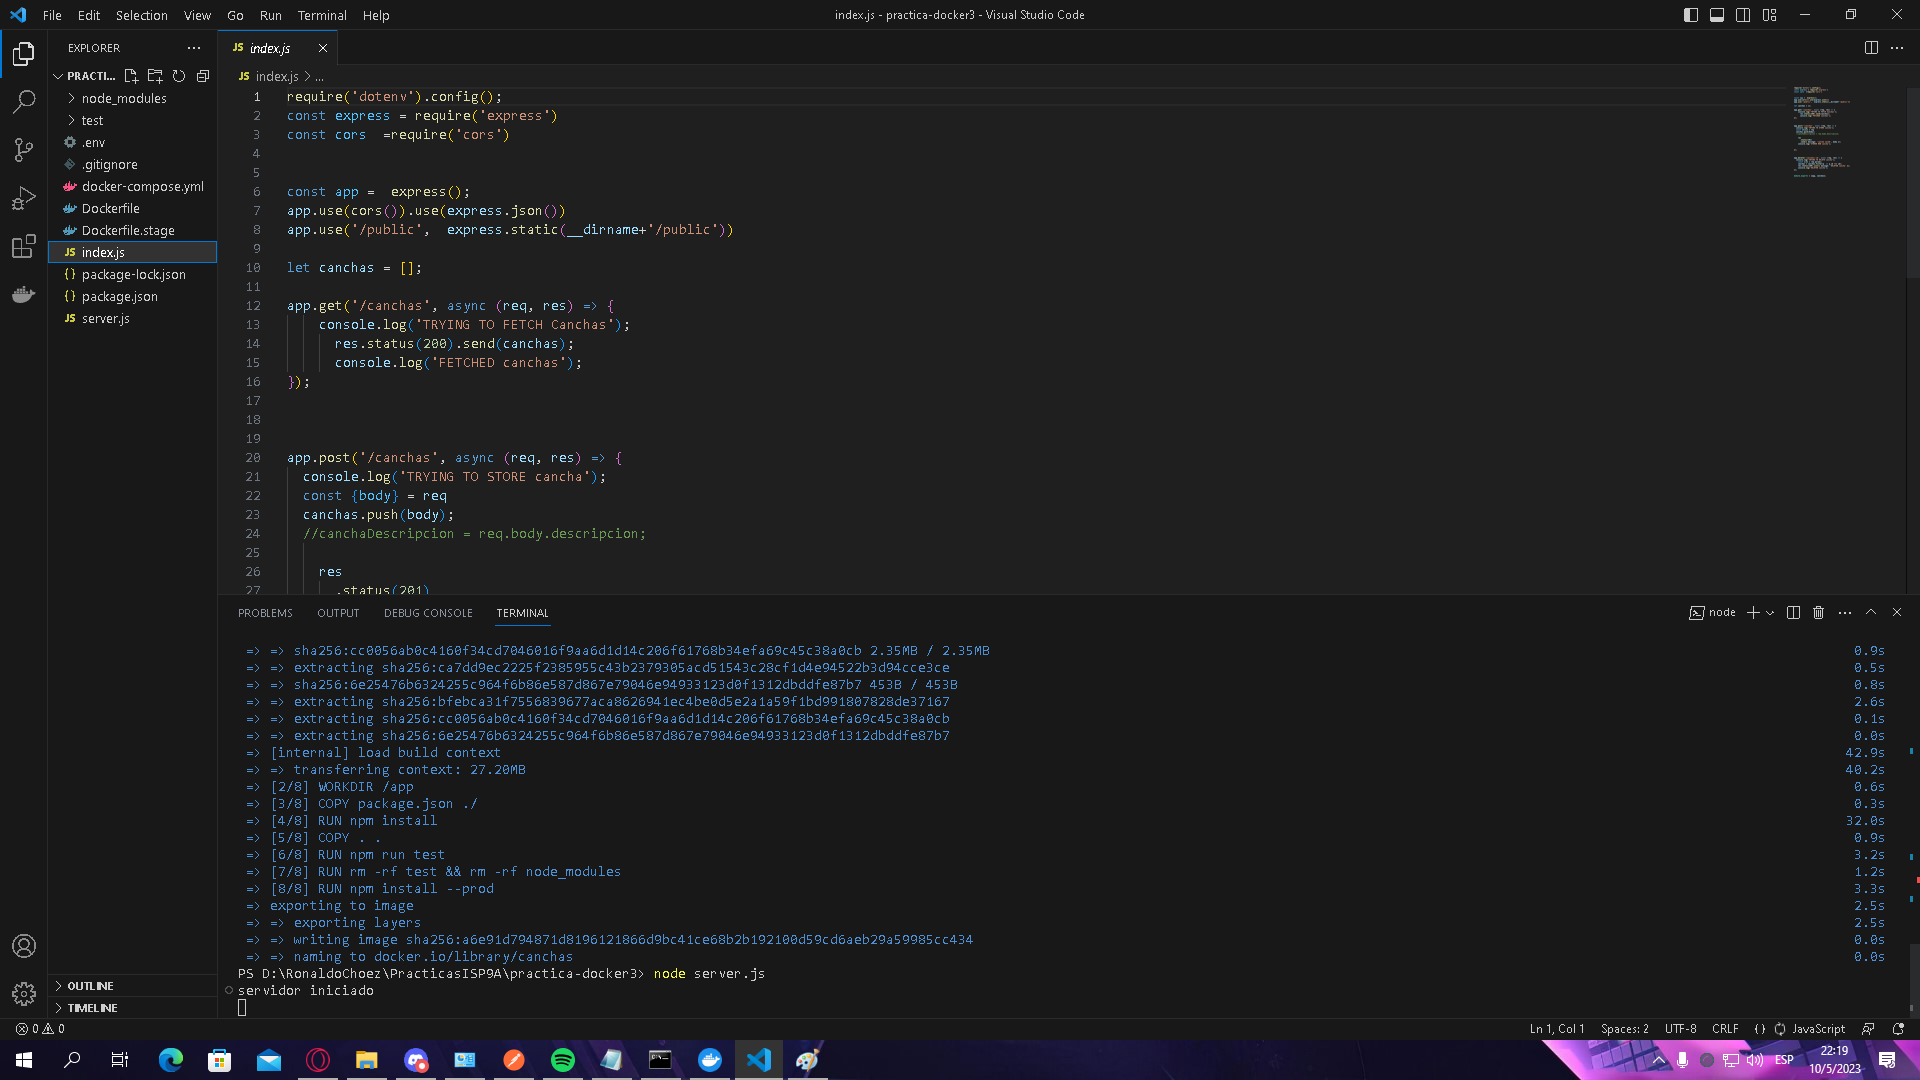 File Edit Selection View Go Run Terminal Help
index.js - practica-docker3 - Visual Studio Code
EXPLORER
PRACTI...
node_modules
test
.env
.gitignore
docker-compose.yml
Dockerfile
Dockerfile.stage
JS index.js
{} package-lock.json
{} package.json
JS server.js
OUTLINE
TIMELINE
JS index.js
JS index.js > ...
1 require('dotenv').config();
2 const express = require('express')
3 const cors  =require('cors')
4
5
6 const app =  express();
7 app.use(cors()).use(express.json())
8 app.use('/public',  express.static(__dirname+'/public'))
9
10 let canchas = [];
11
12 app.get('/canchas', async (req, res) => {
13     console.log('TRYING TO FETCH Canchas');
14       res.status(200).send(canchas);
15       console.log('FETCHED canchas');
16 });
17
18
19
20 app.post('/canchas', async (req, res) => {
21   console.log('TRYING TO STORE cancha');
22   const {body} = req
23   canchas.push(body);
24   //canchaDescripcion = req.body.descripcion;
25
26     res
27       .status(201)
PROBLEMS OUTPUT DEBUG CONSOLE TERMINAL
node
=> => sha256:cc0056ab0c4160f34cd7046016f9aa6d1d14c206f61768b34efa69c45c38a0cb 2.35MB / 2.35MB 0.9s
=> => extracting sha256:ca7dd9ec2225f2385955c43b2379305acd51543c28cf1d4e94522b3d94cce3ce 0.5s
=> => sha256:6e25476b6324255c964f6b86e587d867e79046e94933123d0f1312dbddfe87b7 453B / 453B 0.8s
=> => extracting sha256:bfebca31f7556839677aca8626941ec4be0d5e2a1a59f1bd991807828de37167 2.6s
=> => extracting sha256:cc0056ab0c4160f34cd7046016f9aa6d1d14c206f61768b34efa69c45c38a0cb 0.1s
=> => extracting sha256:6e25476b6324255c964f6b86e587d867e79046e94933123d0f1312dbddfe87b7 0.0s
=> [internal] load build context 42.9s
=> => transferring context: 27.20MB 40.2s
=> [2/8] WORKDIR /app 0.6s
=> [3/8] COPY package.json ./ 0.3s
=> [4/8] RUN npm install 32.0s
=> [5/8] COPY . . 0.9s
=> [6/8] RUN npm run test 3.2s
=> [7/8] RUN rm -rf test && rm -rf node_modules 1.2s
=> [8/8] RUN npm install --prod 3.3s
=> exporting to image 2.5s
=> => exporting layers 2.5s
=> => writing image sha256:a6e91d794871d8196121866d9bc41ce68b2b192100d59cd6aeb29a59985cc434 0.0s
=> => naming to docker.io/library/canchas 0.0s
PS D:\RonaldoChoez\PracticasISP9A\practica-docker3> node server.js
servidor iniciado
0 0
Ln 1, Col 1 Spaces: 2 UTF-8 CRLF {} JavaScript
ESP
22:19
10/5/2023